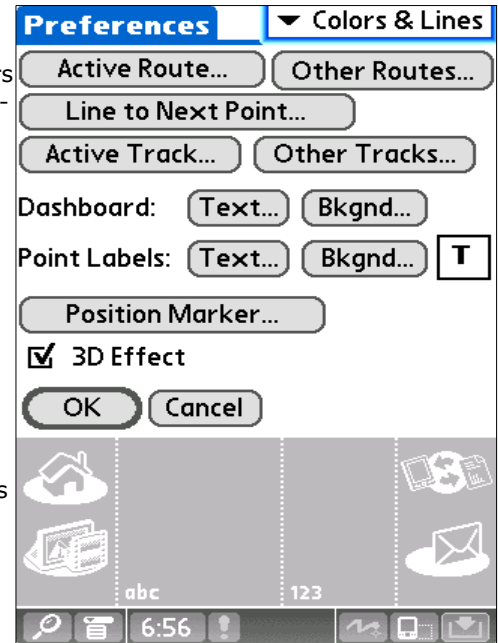 Preferences
Colors & Lines
rs
Active Route... Other Routes...
-
Line to Next Point...
Active Track... Other Tracks...
Dashboard: Text... Bkgnd...
Point Labels: Text... Bkgnd... T
Position Marker...
3D Effect
OK Cancel
s
abc 123
6:56